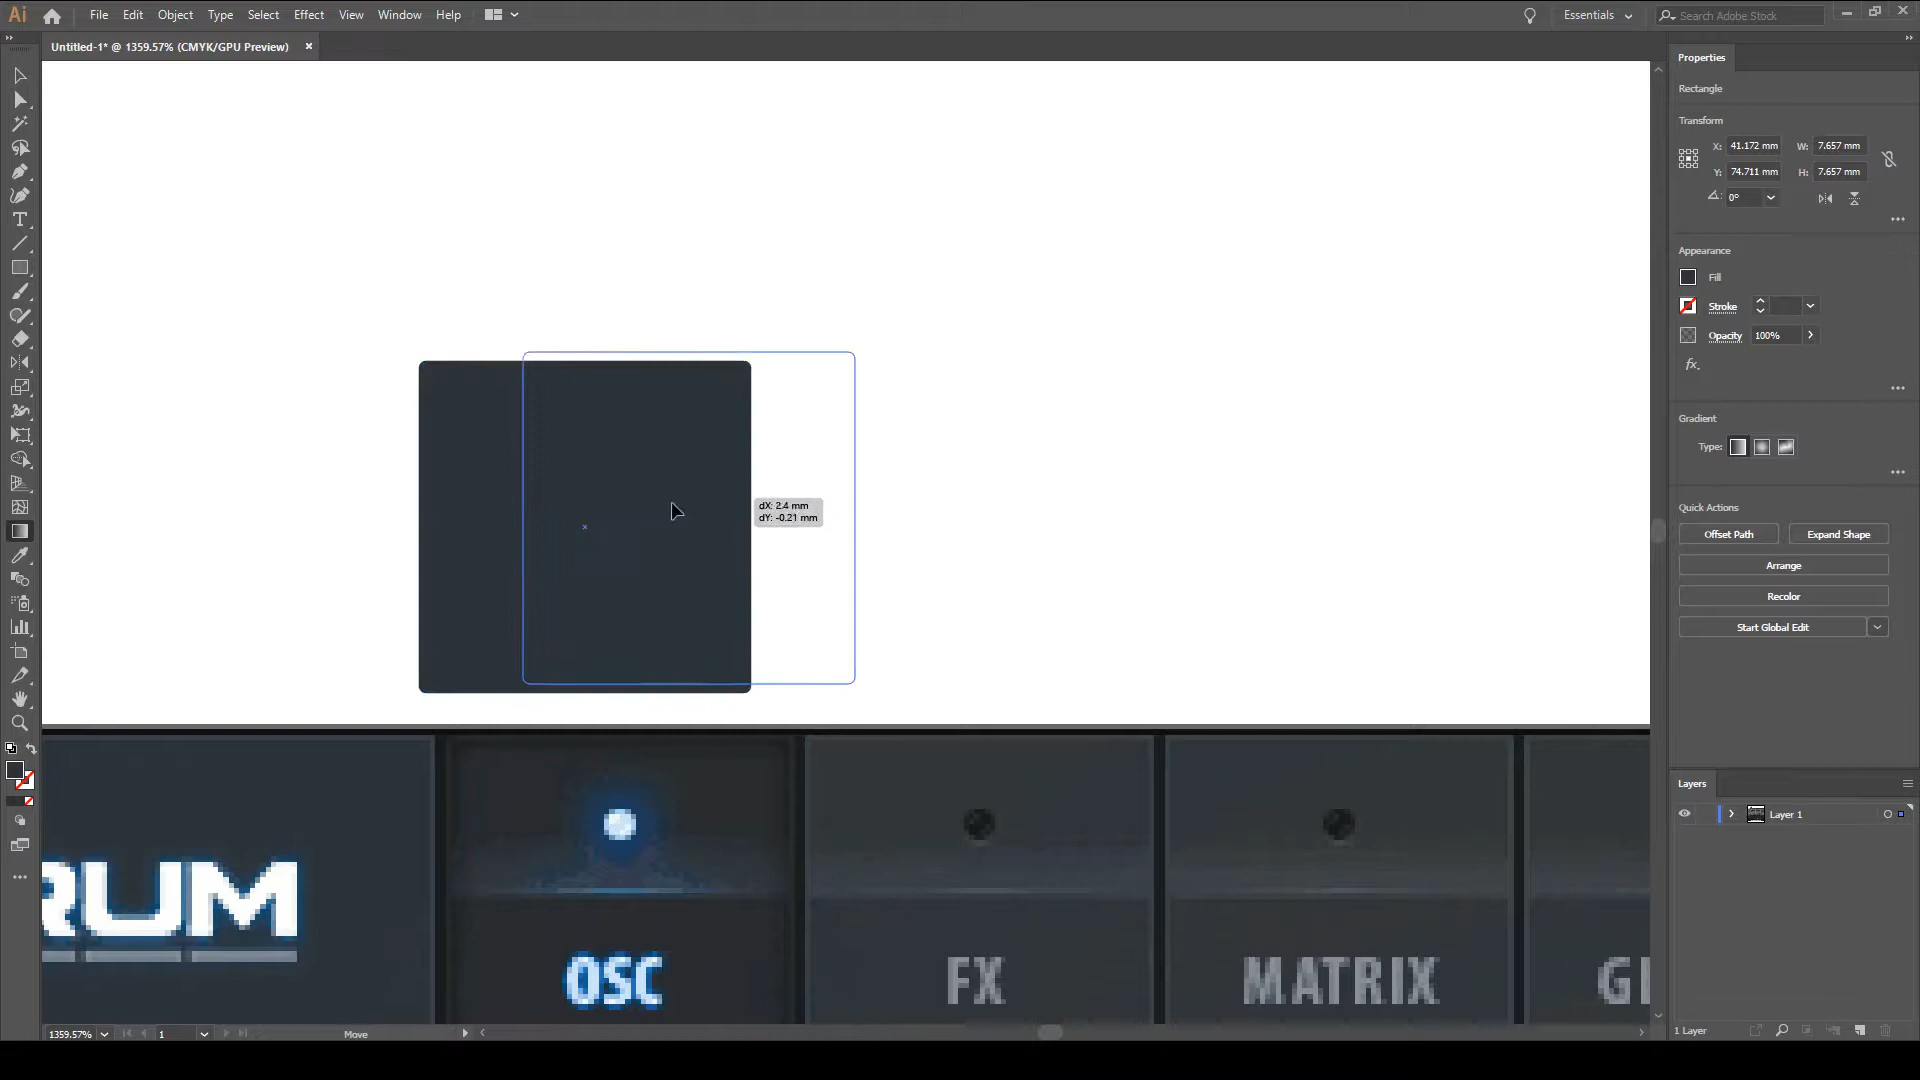 Ai File Edit Object Type Select Effect View Window Help Essentials Search Adobe Stock
Untitled-1* @ 1359.57% (CMYK/GPU Preview) ×
Properties
Rectangle
Transform
X: 41.172 mm W: 7.657 mm
Y: 74.711 mm H: 7.657 mm
0°
Appearance
Fill
Stroke
Opacity 100%
fx.
Gradient
Type:
Quick Actions
Offset Path Expand Shape
Arrange
Recolor
Start Global Edit
dX: 2.4 mm
dY: -0.21 mm
Layers
Layer 1
RUM
OSC FX MATRIX
1359.57% 1 Move
1 Layer